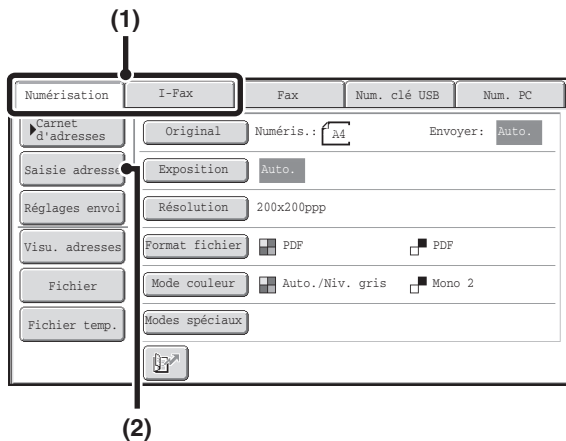 (1)
Numérisation I-Fax Fax Num. clé USB Num. PC
Carnet
d'adresses
Original Numéris.: A4 Envoyer: Auto.
Saisie adresse Exposition Auto.
Réglages envoi Résolution 200x200ppp
Visu. adresses Format fichier PDF PDF
Fichier Mode couleur Auto./Niv. gris Mono 2
Fichier temp. Modes spéciaux
(2)